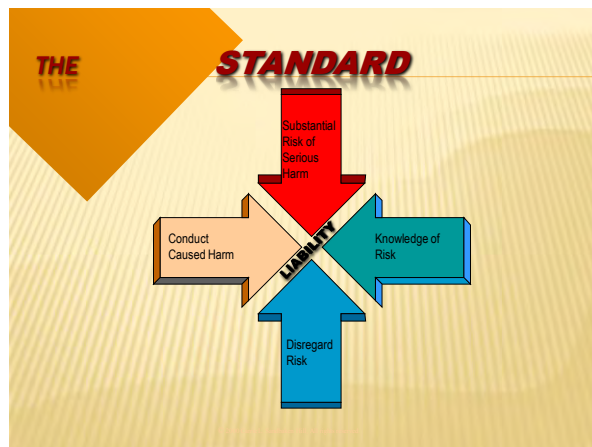 THE STANDARD
Substantial
Risk of
Serious
Harm
Conduct
Caused Harm
LIABILITY
Knowledge of
Risk
Disregard
Risk